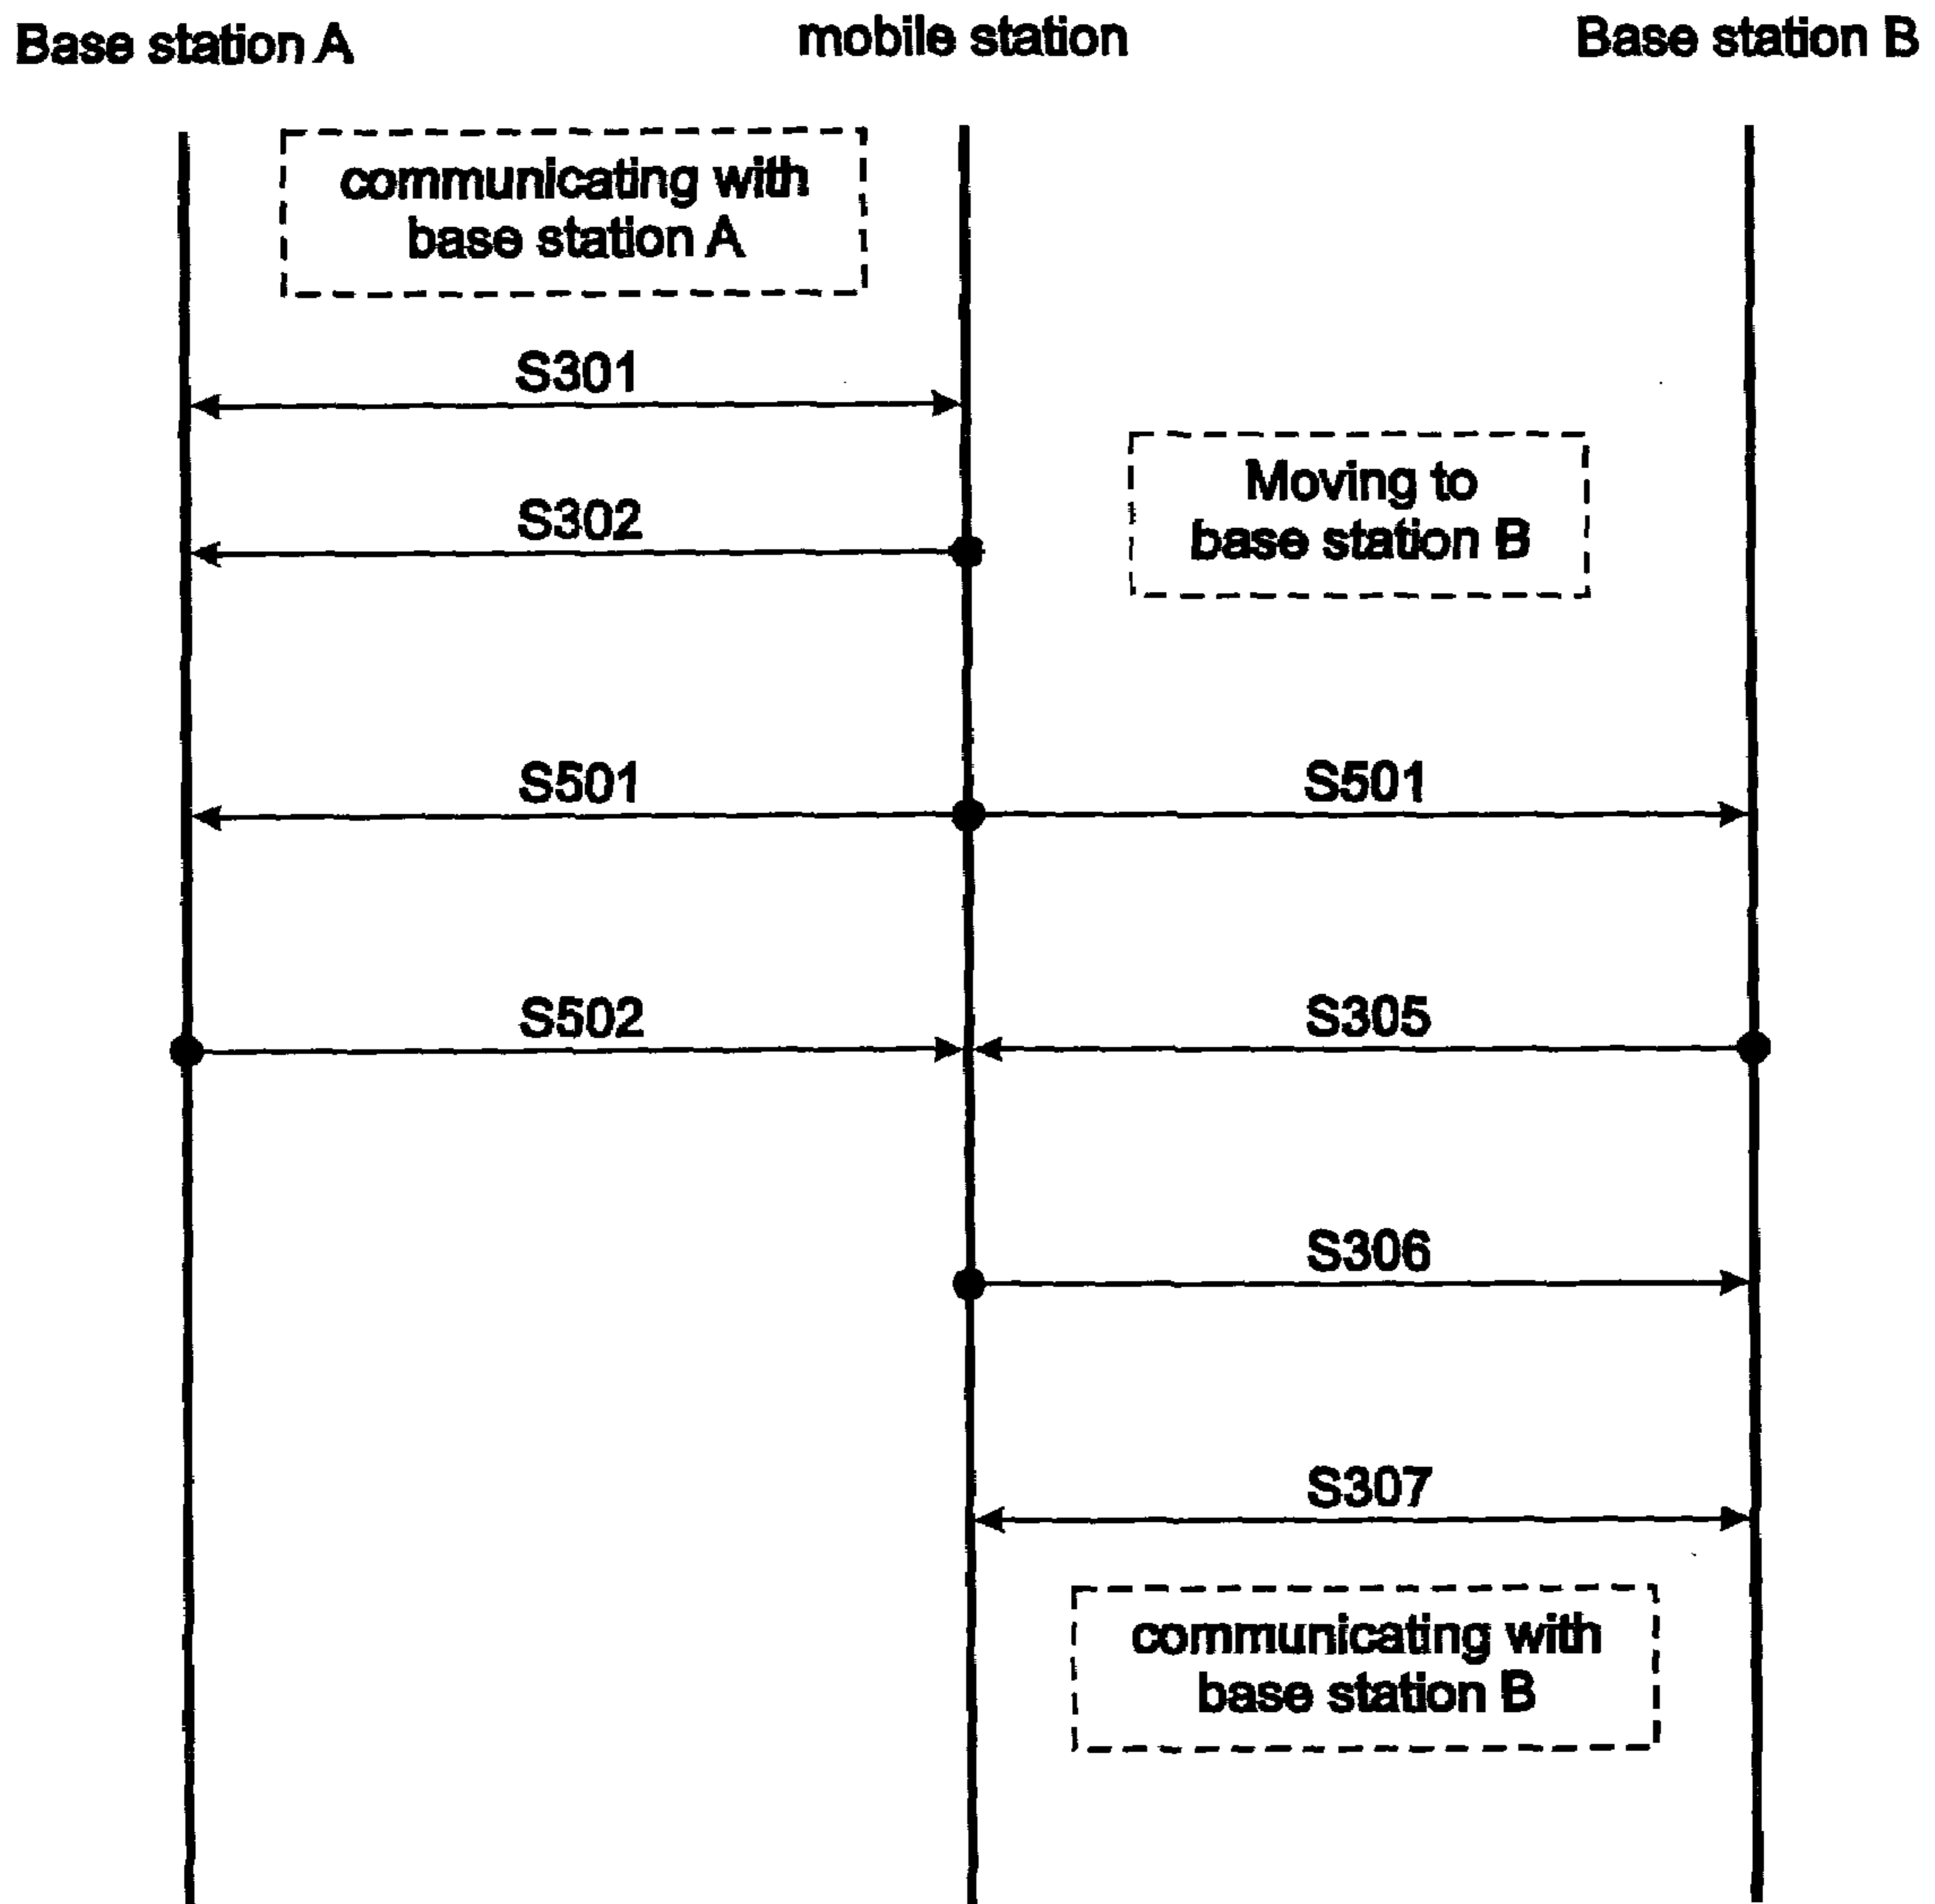 Base station A
mobile station
Base station B
communicating with
base station A
S301
Moving to
base station B
S302
S501
S501
S502
S305
S306
S307
communicating with
base station B